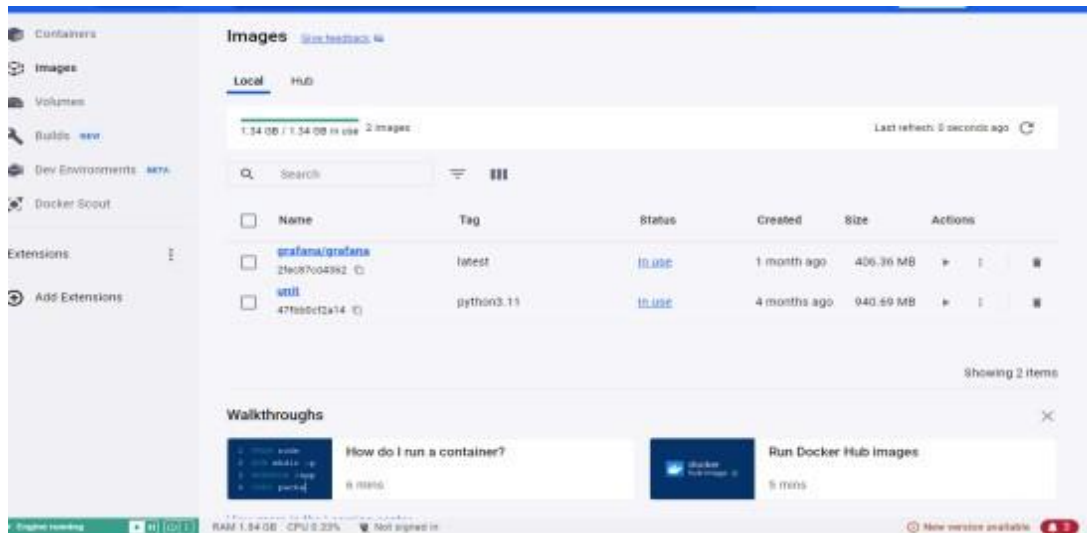 Containers
Images
Volumes
Builds NEW
Dev Environments BETA
Docker Scout
Extensions
Add Extensions
Images Give feedback
Local Hub
1.34 GB / 1.34 GB in use 2 images
Last refresh: 0 seconds ago
Search
Name Tag Status Created Size Actions
grafana/grafana
latest In use 1 month ago 406.36 MB
unit
python3.11 In use 4 months ago 940.69 MB
Showing 2 items
Walkthroughs
How do I run a container?
6 mins
Run Docker Hub images
5 mins
Engine running
RAM 1.84 GB CPU 0.23% Not signed in
New version available